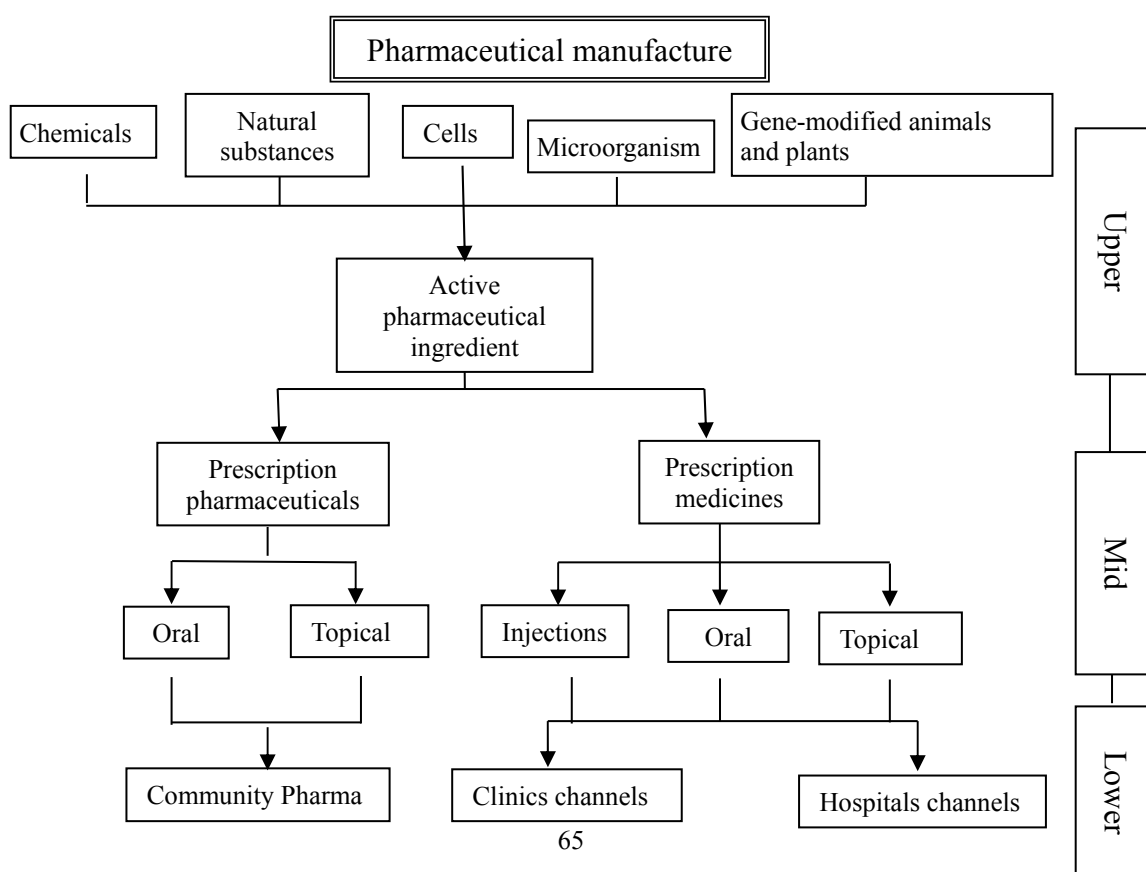 Pharmaceutical manufacture
Chemicals
Natural
substances
Cells
Microorganism
Gene-modified animals
and plants
Upper
Active
pharmaceutical
ingredient
Prescription
pharmaceuticals
Prescription
medicines
Mid
Oral
Topical
Injections
Oral
Topical
Lower
Community Pharma
Clinics channels
Hospitals channels
65